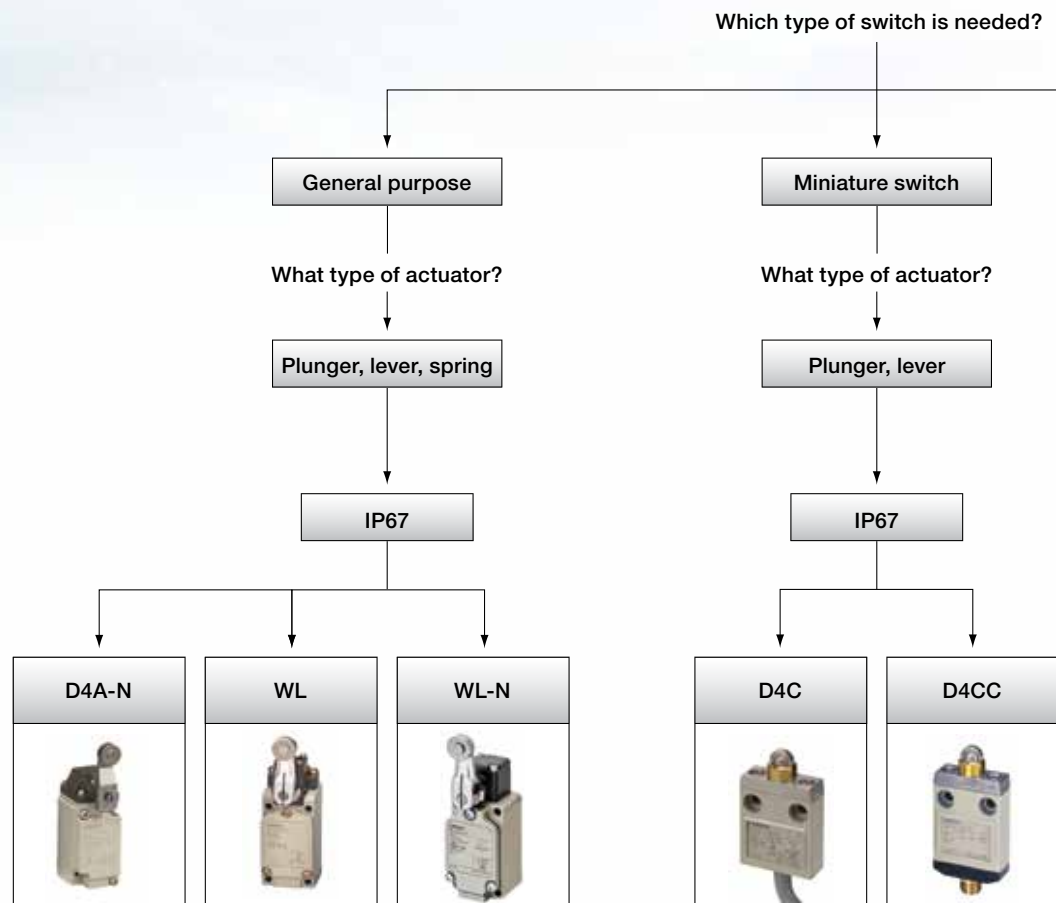 Which type of switch is needed?
General purpose
Miniature switch
What type of actuator?
What type of actuator?
Plunger, lever, spring
Plunger, lever
IP67
IP67
D4A-N
WL
WL-N
D4C
D4CC